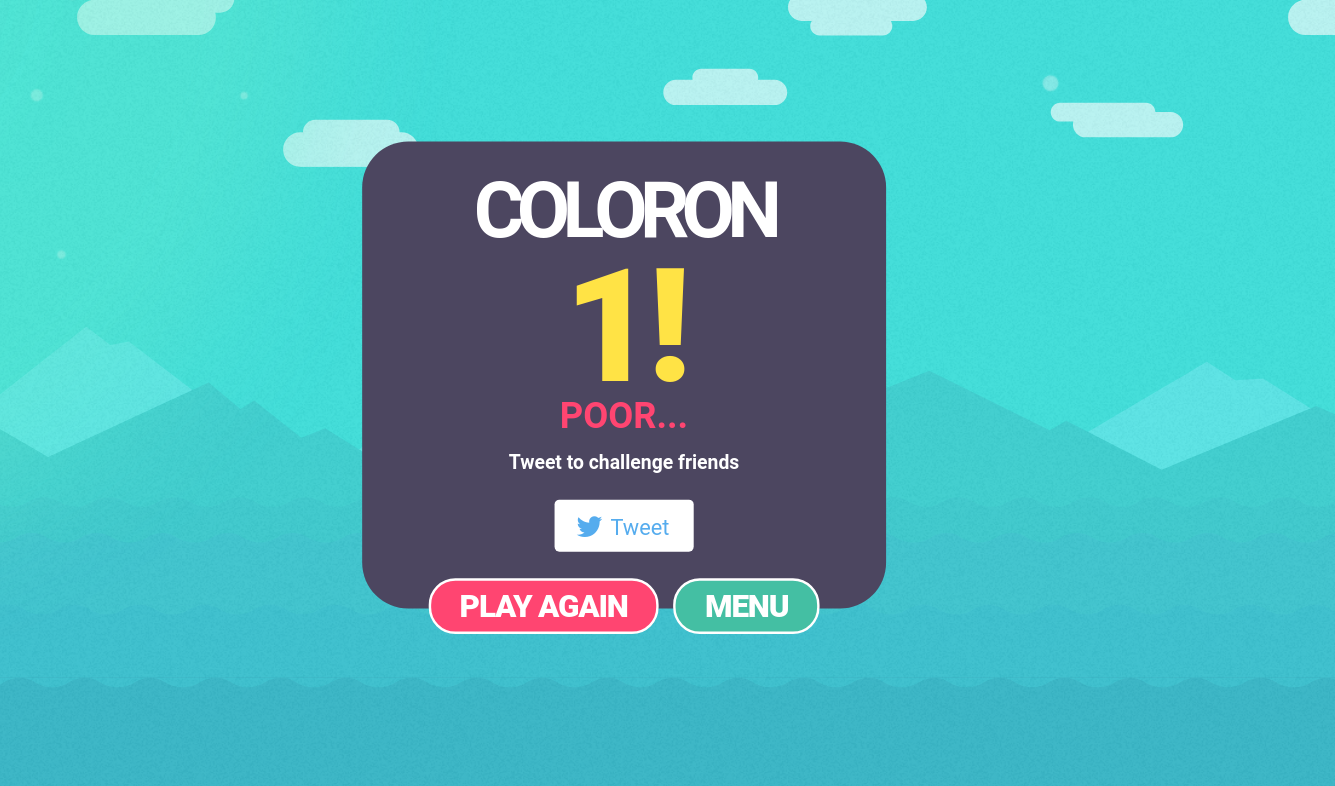 COLORON
1!
POOR...
Tweet to challenge friends
Tweet
PLAY AGAIN MENU